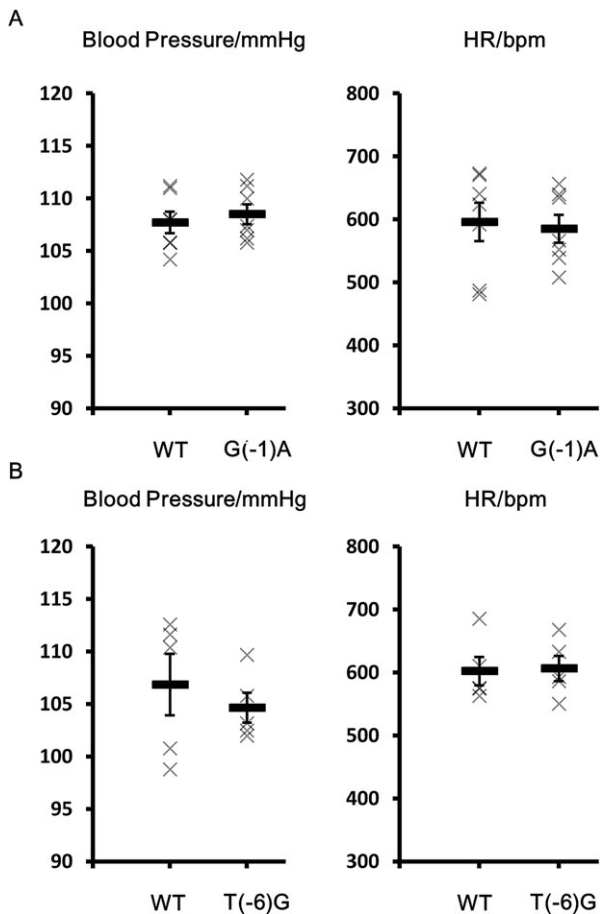 A
Blood Pressure/mmHg HR/bpm
120 800
115 700
110 600
105 500
100 400
95 300
90
WT G(-1)A WT G(-1)A
B
Blood Pressure/mmHg HR/bpm
120 800
115 700
110 600
105 500
100 400
95 300
90
WT T(-6)G WT T(-6)G